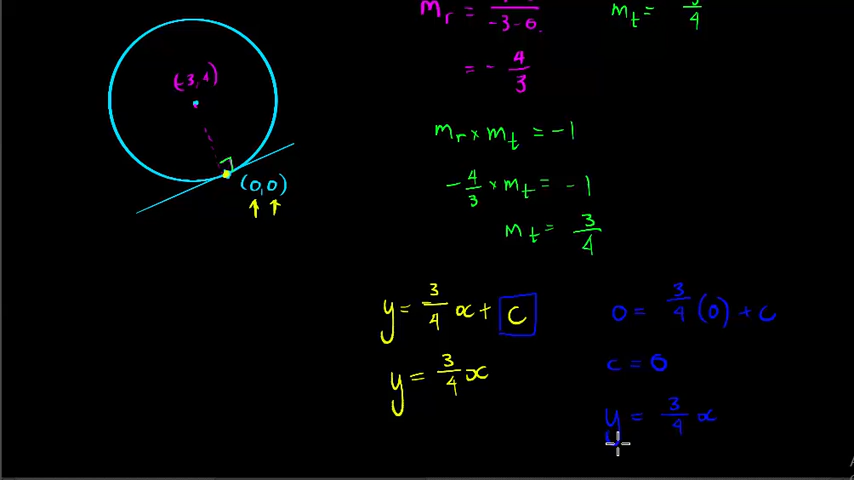 mᵣ = ─── / -3-0
mₜ = 3/4
(-3,4)
= - 4/3
mᵣ × mₜ = -1
-4/3 × mₜ = -1
(0,0)
mₜ = 3/4
y = 3/4 x + c
0 = 3/4 (0) + c
c = 0
y = 3/4 x
y = 3/4 x